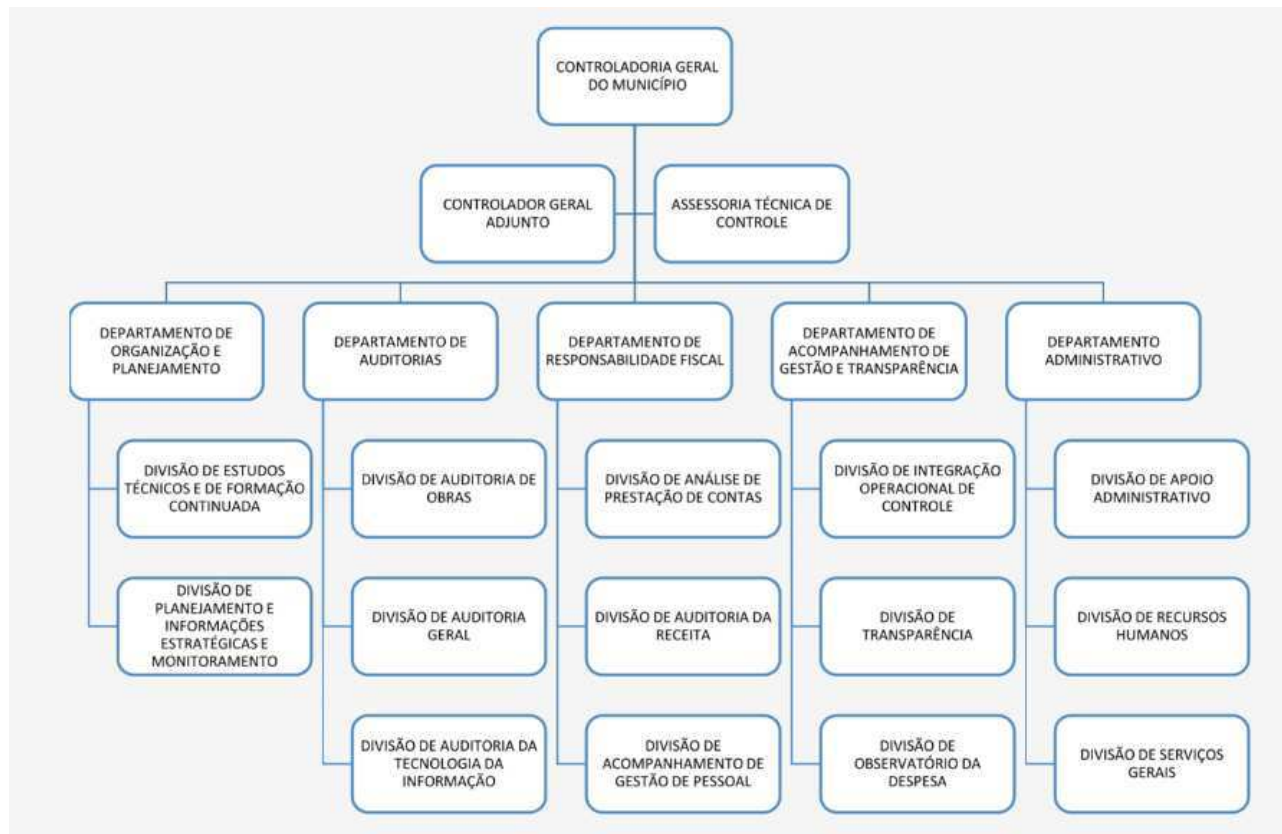 CONTROLADORIA GERAL
DO MUNICÍPIO
CONTROLADOR GERAL
ADJUNTO
ASSESSORIA TÉCNICA DE
CONTROLE
DEPARTAMENTO DE
ORGANIZAÇÃO E
PLANEJAMENTO
DEPARTAMENTO DE
AUDITORIAS
DEPARTAMENTO DE
RESPONSABILIDADE FISCAL
DEPARTAMENTO DE
ACOMPANHAMENTO DE
GESTÃO E TRANSPARÊNCIA
DEPARTAMENTO
ADMINISTRATIVO
DIVISÃO DE ESTUDOS
TÉCNICOS E DE FORMAÇÃO
CONTINUADA
DIVISÃO DE AUDITORIA DE
OBRAS
DIVISÃO DE ANÁLISE DE
PRESTAÇÃO DE CONTAS
DIVISÃO DE INTEGRAÇÃO
OPERACIONAL DE
CONTROLE
DIVISÃO DE APOIO
ADMINISTRATIVO
DIVISÃO DE
PLANEJAMENTO E
INFORMAÇÕES
ESTRATÉGICAS E
MONITORAMENTO
DIVISÃO DE AUDITORIA
GERAL
DIVISÃO DE AUDITORIA DA
RECEITA
DIVISÃO DE
TRANSPARÊNCIA
DIVISÃO DE RECURSOS
HUMANOS
DIVISÃO DE AUDITORIA DA
TECNOLOGIA DA
INFORMAÇÃO
DIVISÃO DE
ACOMPANHAMENTO DE
GESTÃO DE PESSOAL
DIVISÃO DE
OBSERVATÓRIO DA
DESPESA
DIVISÃO DE SERVIÇOS
GERAIS